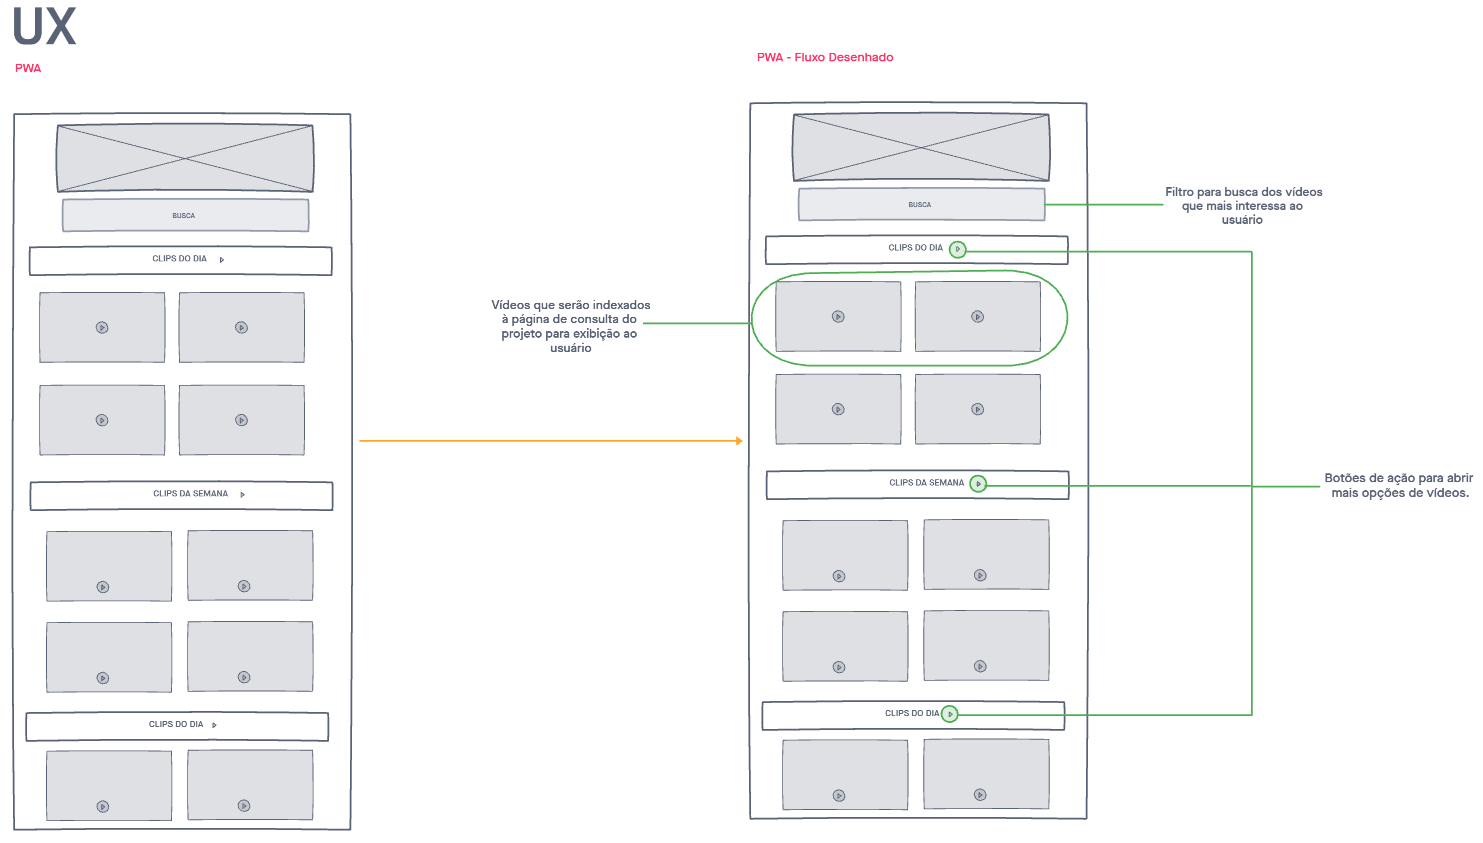 UX
PWA
BUSCA
CLIPS DO DIA
CLIPS DA SEMANA
CLIPS DO DIA
PWA - Fluxo Desenhado
BUSCA
CLIPS DO DIA
CLIPS DA SEMANA
CLIPS DO DIA
Vídeos que serão indexados
à página de consulta do
projeto para exibição ao
usuário
Filtro para busca dos vídeos
que mais interessa ao
usuário
Botões de ação para abrir
mais opções de vídeos.